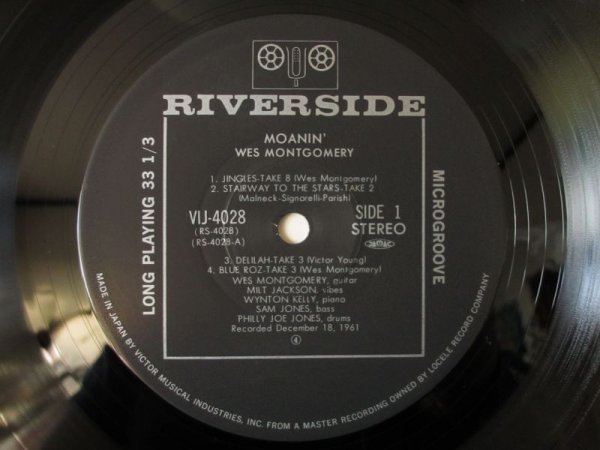 RIVERSIDE
MOANIN'
WES MONTGOMERY
1. JINGLES-TAKE 8 (Wes Montgomery)
2. STAIRWAY TO THE STARS-TAKE 2
(Malneck-Signorelli-Parish)
VIJ-4028
(RS-4028)
(RS-4028-A)
SIDE 1
STEREO
3. DELILAH-TAKE 3 (Victor Young)
4. BLUE ROZ-TAKE 3 (Wes Montgomery)
WES MONTGOMERY, guitar
MILT JACKSON, vibes
WYNTON KELLY, piano
SAM JONES, bass
PHILLY JOE JONES, drums
Recorded December 18, 1961
4
LONG PLAYING 33 1/3
MICROGROOVE
MADE IN JAPAN BY VICTOR MUSICAL INDUSTRIES, INC. FROM A MASTER RECORDING OWNED BY LOCELE RECORD COMPANY